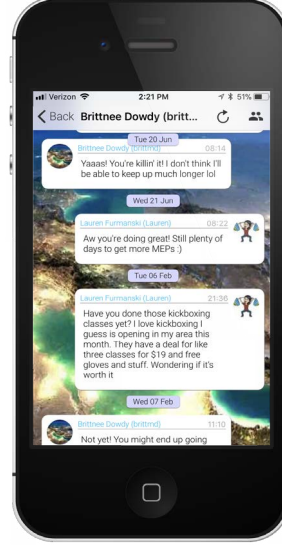 Verizon 2:21 PM 51%
Back Brittnee Dowdy (britt...
Tue 20 Jun
Brittnee Dowdy (brittmd) 08:14
Yaaas! You're killin' it! I don't think I'll
be able to keep up much longer lol
Wed 21 Jun
Lauren Furmanski (Lauren) 08:22
Aw you're doing great! Still plenty of
days to get more MEPs :)
Tue 06 Feb
Lauren Furmanski (Lauren) 21:36
Have you done those kickboxing
classes yet? I love kickboxing I
guess is opening in my area this
month. They have a deal for like
three classes for $19 and free
gloves and stuff. Wondering if it's
worth it
Wed 07 Feb
Brittnee Dowdy (brittmd) 11:10
Not yet! You might end up going